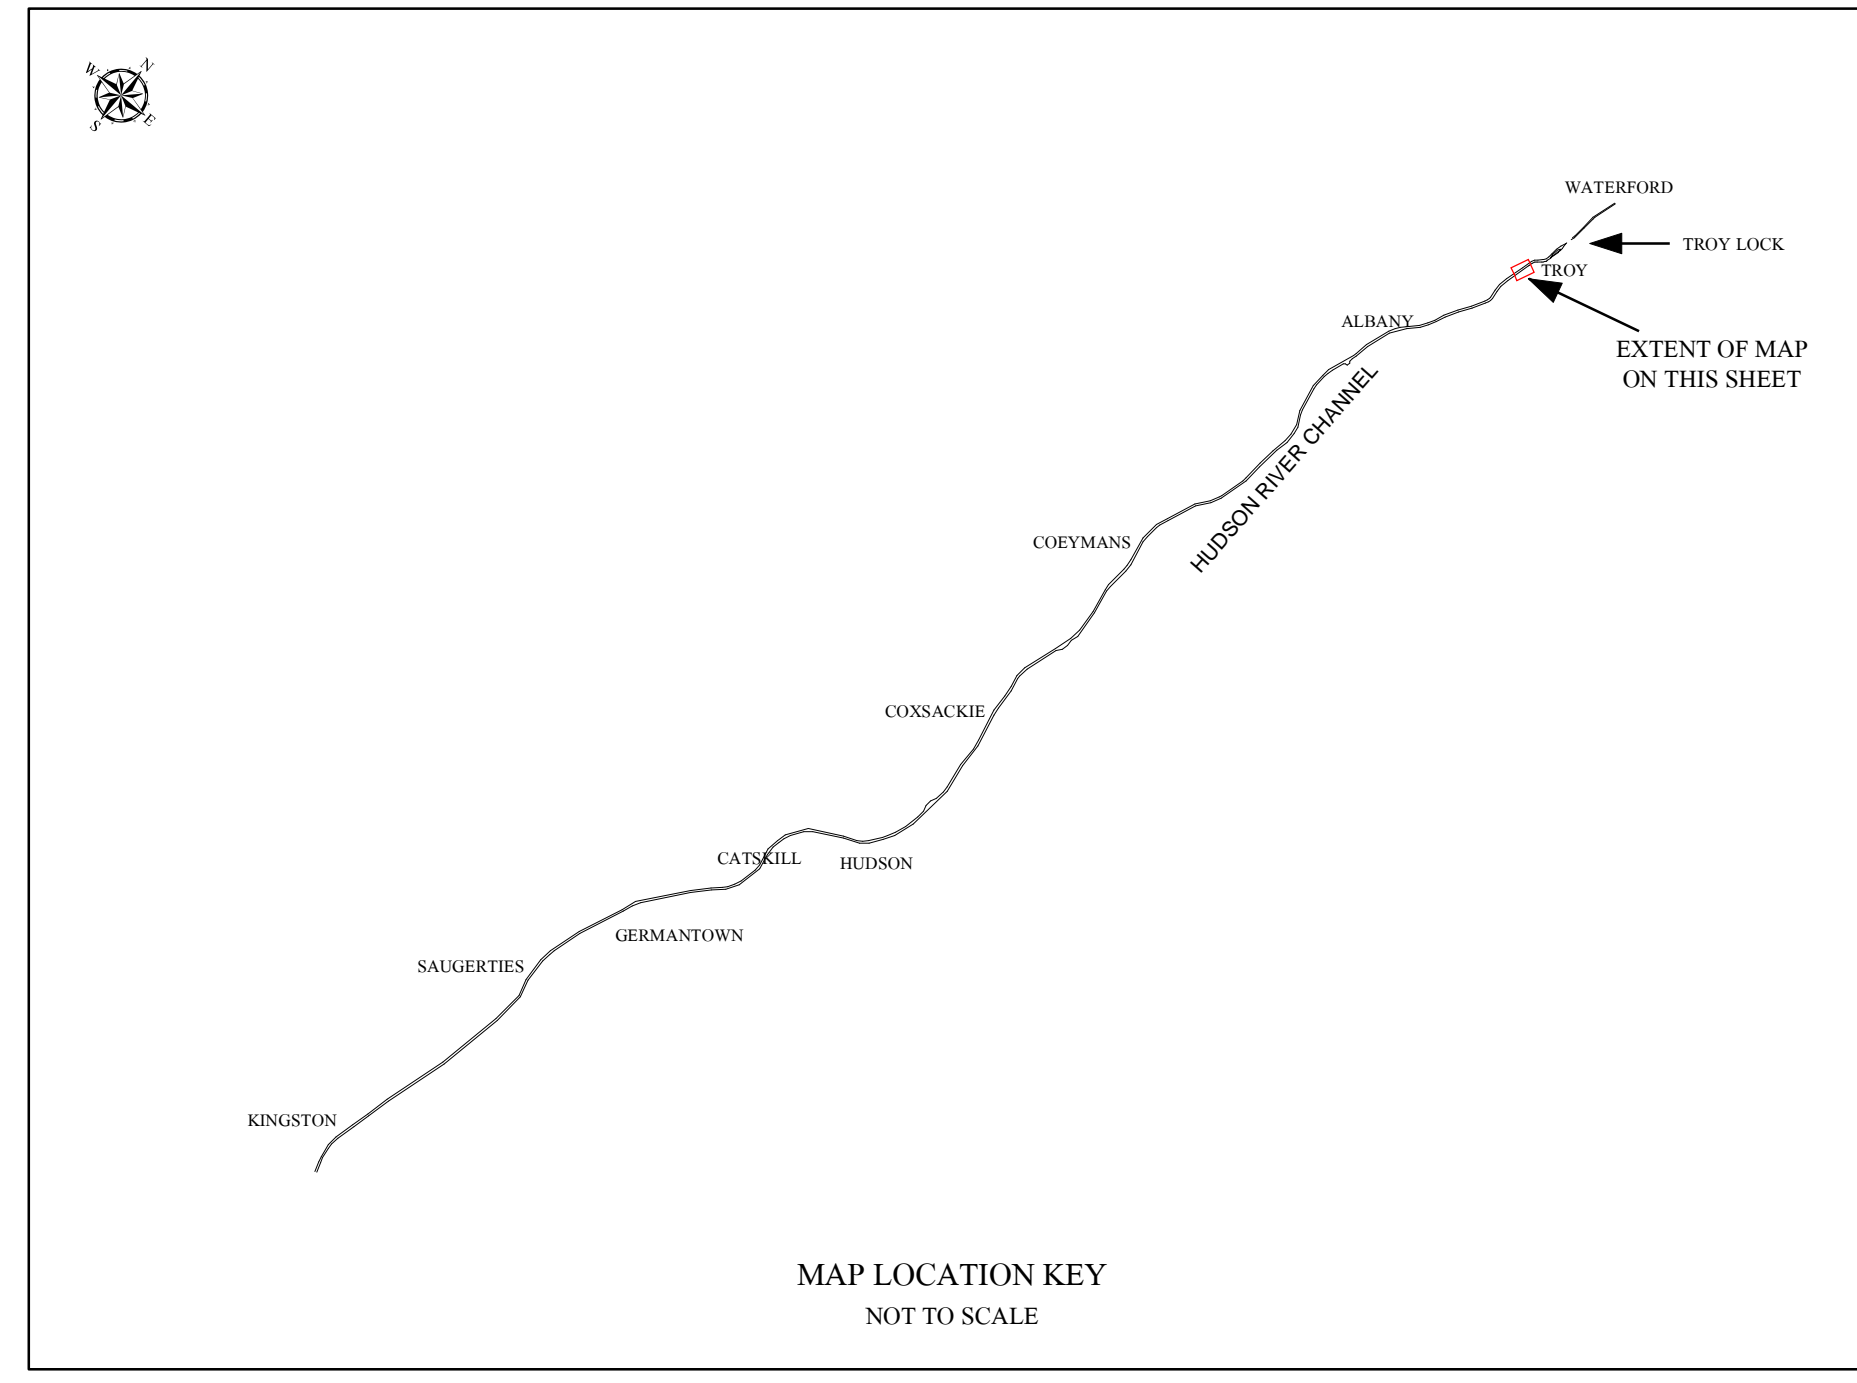 W N
S E
WATERFORD
TROY LOCK
TROY
ALBANY
EXTENT OF MAP
ON THIS SHEET
HUDSON RIVER CHANNEL
COEYMANS
COXSACKIE
CATSKILL
HUDSON
GERMANTOWN
SAUGERTIES
KINGSTON
MAP LOCATION KEY
NOT TO SCALE